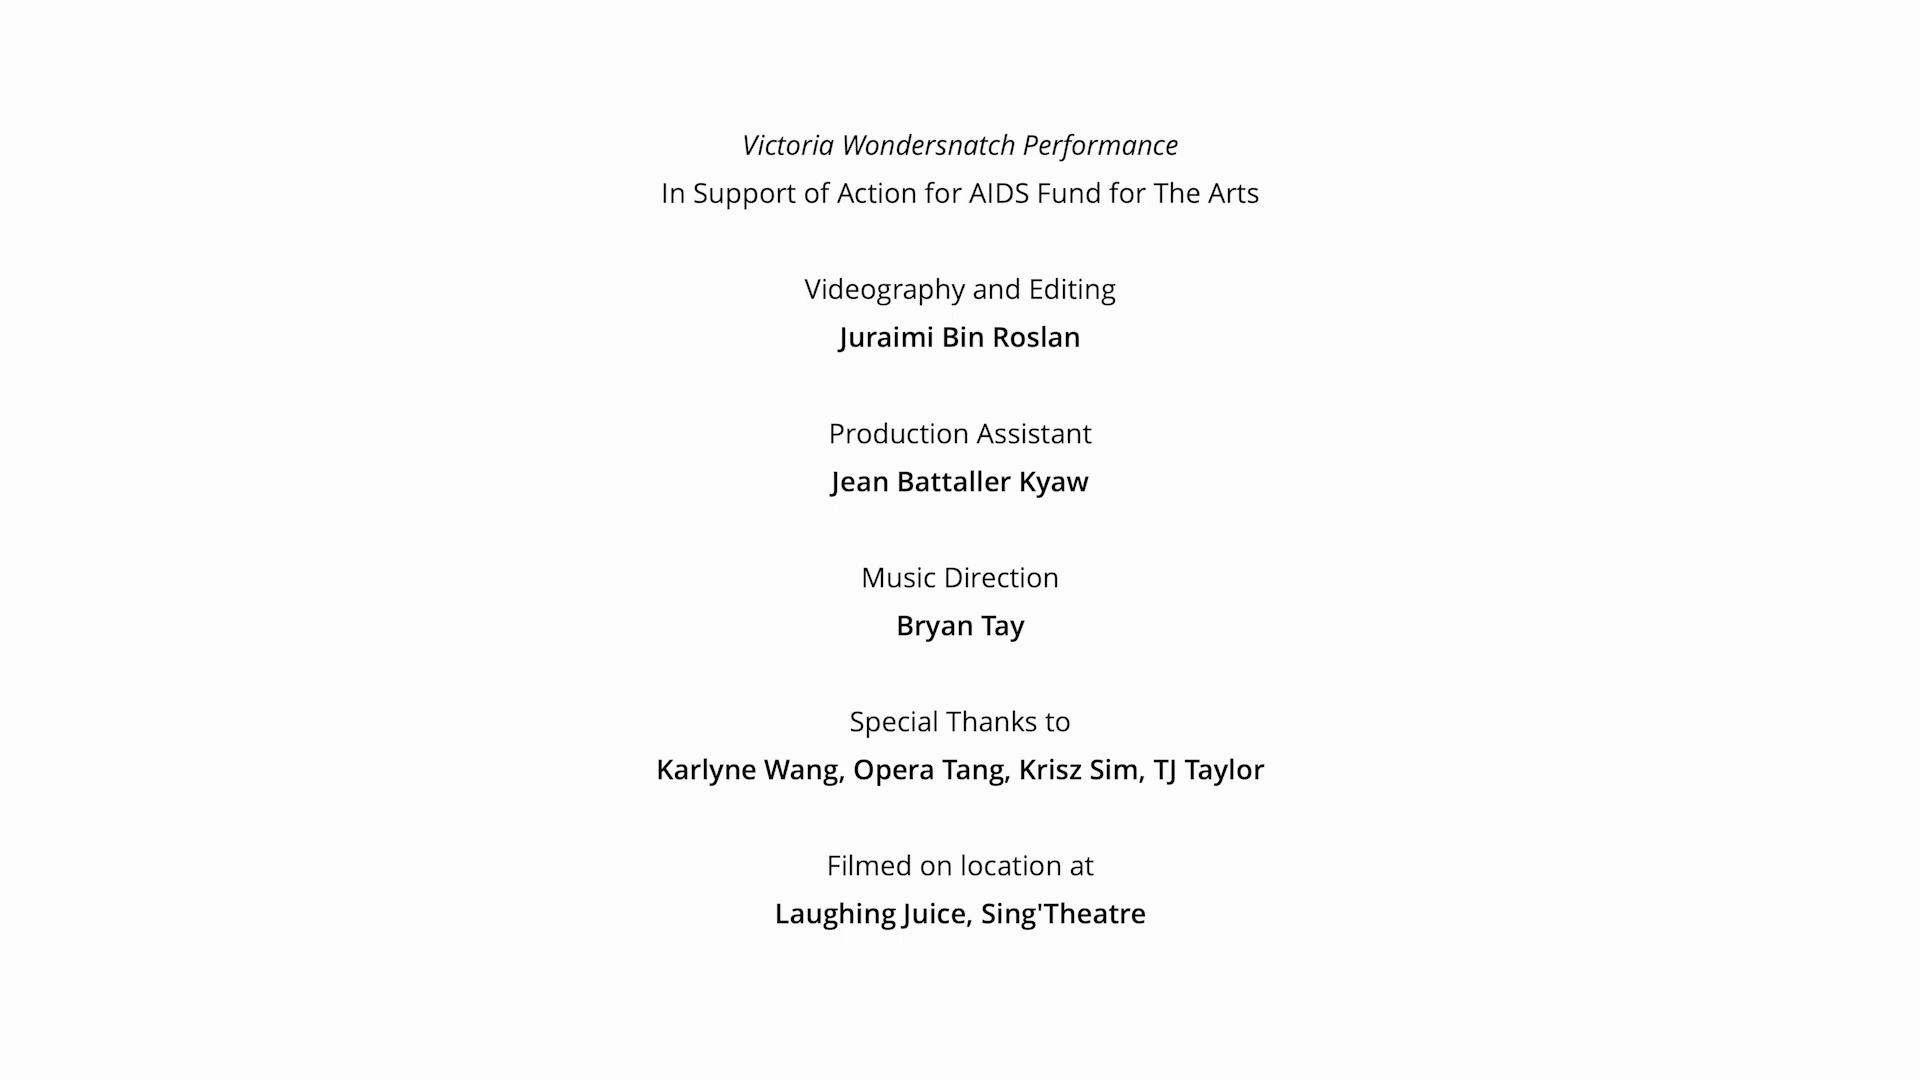 Victoria Wondersnatch Performance
In Support of Action for AIDS Fund for The Arts
Videography and Editing
Juraimi Bin Roslan
Production Assistant
Jean Battaller Kyaw
Music Direction
Bryan Tay
Special Thanks to
Karlyne Wang, Opera Tang, Krisz Sim, TJ Taylor
Filmed on location at
Laughing Juice, Sing'Theatre